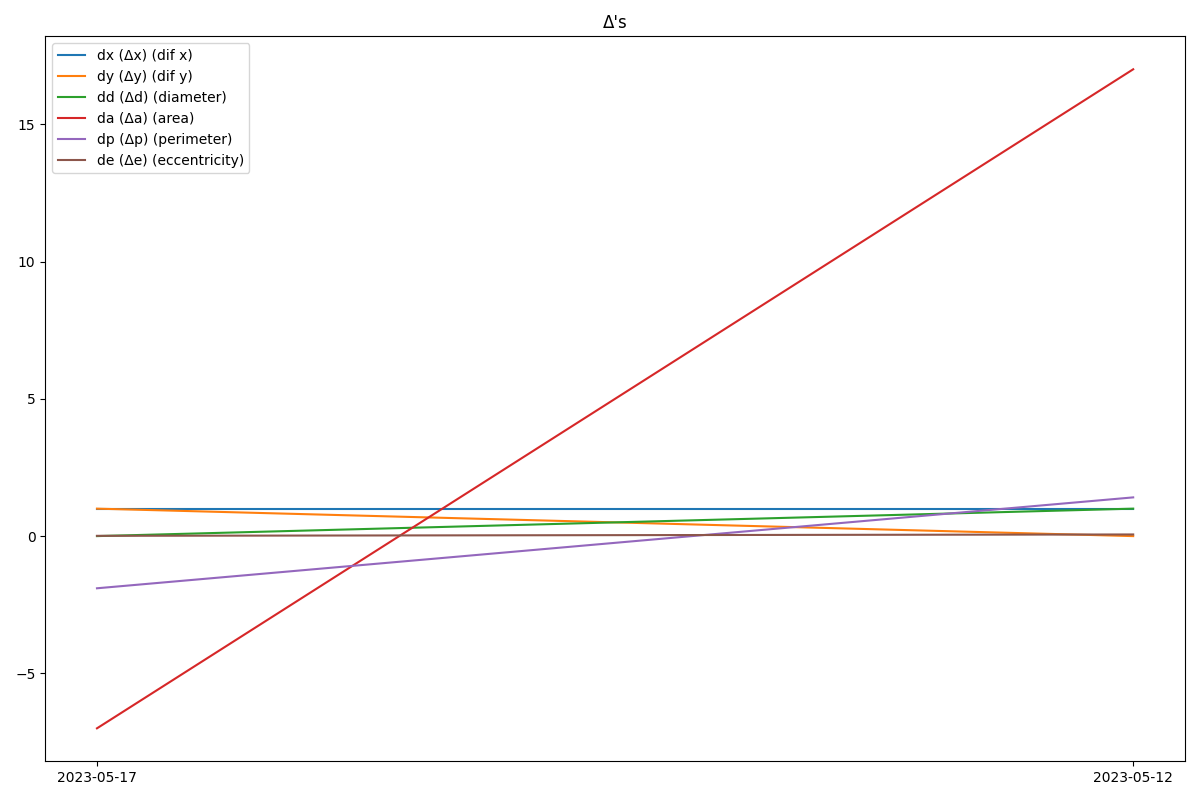 Δ's
dx (Δx) (dif x)
dy (Δy) (dif y)
dd (Δd) (diameter)
da (Δa) (area)
dp (Δp) (perimeter)
de (Δe) (eccentricity)
15
10
5
0
−5
2023-05-17
2023-05-12